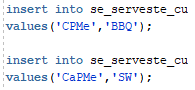 insert into se_serveste_cu
values('CPMe','BBQ');
insert into se_serveste_cu
values('CaPMe','SW');